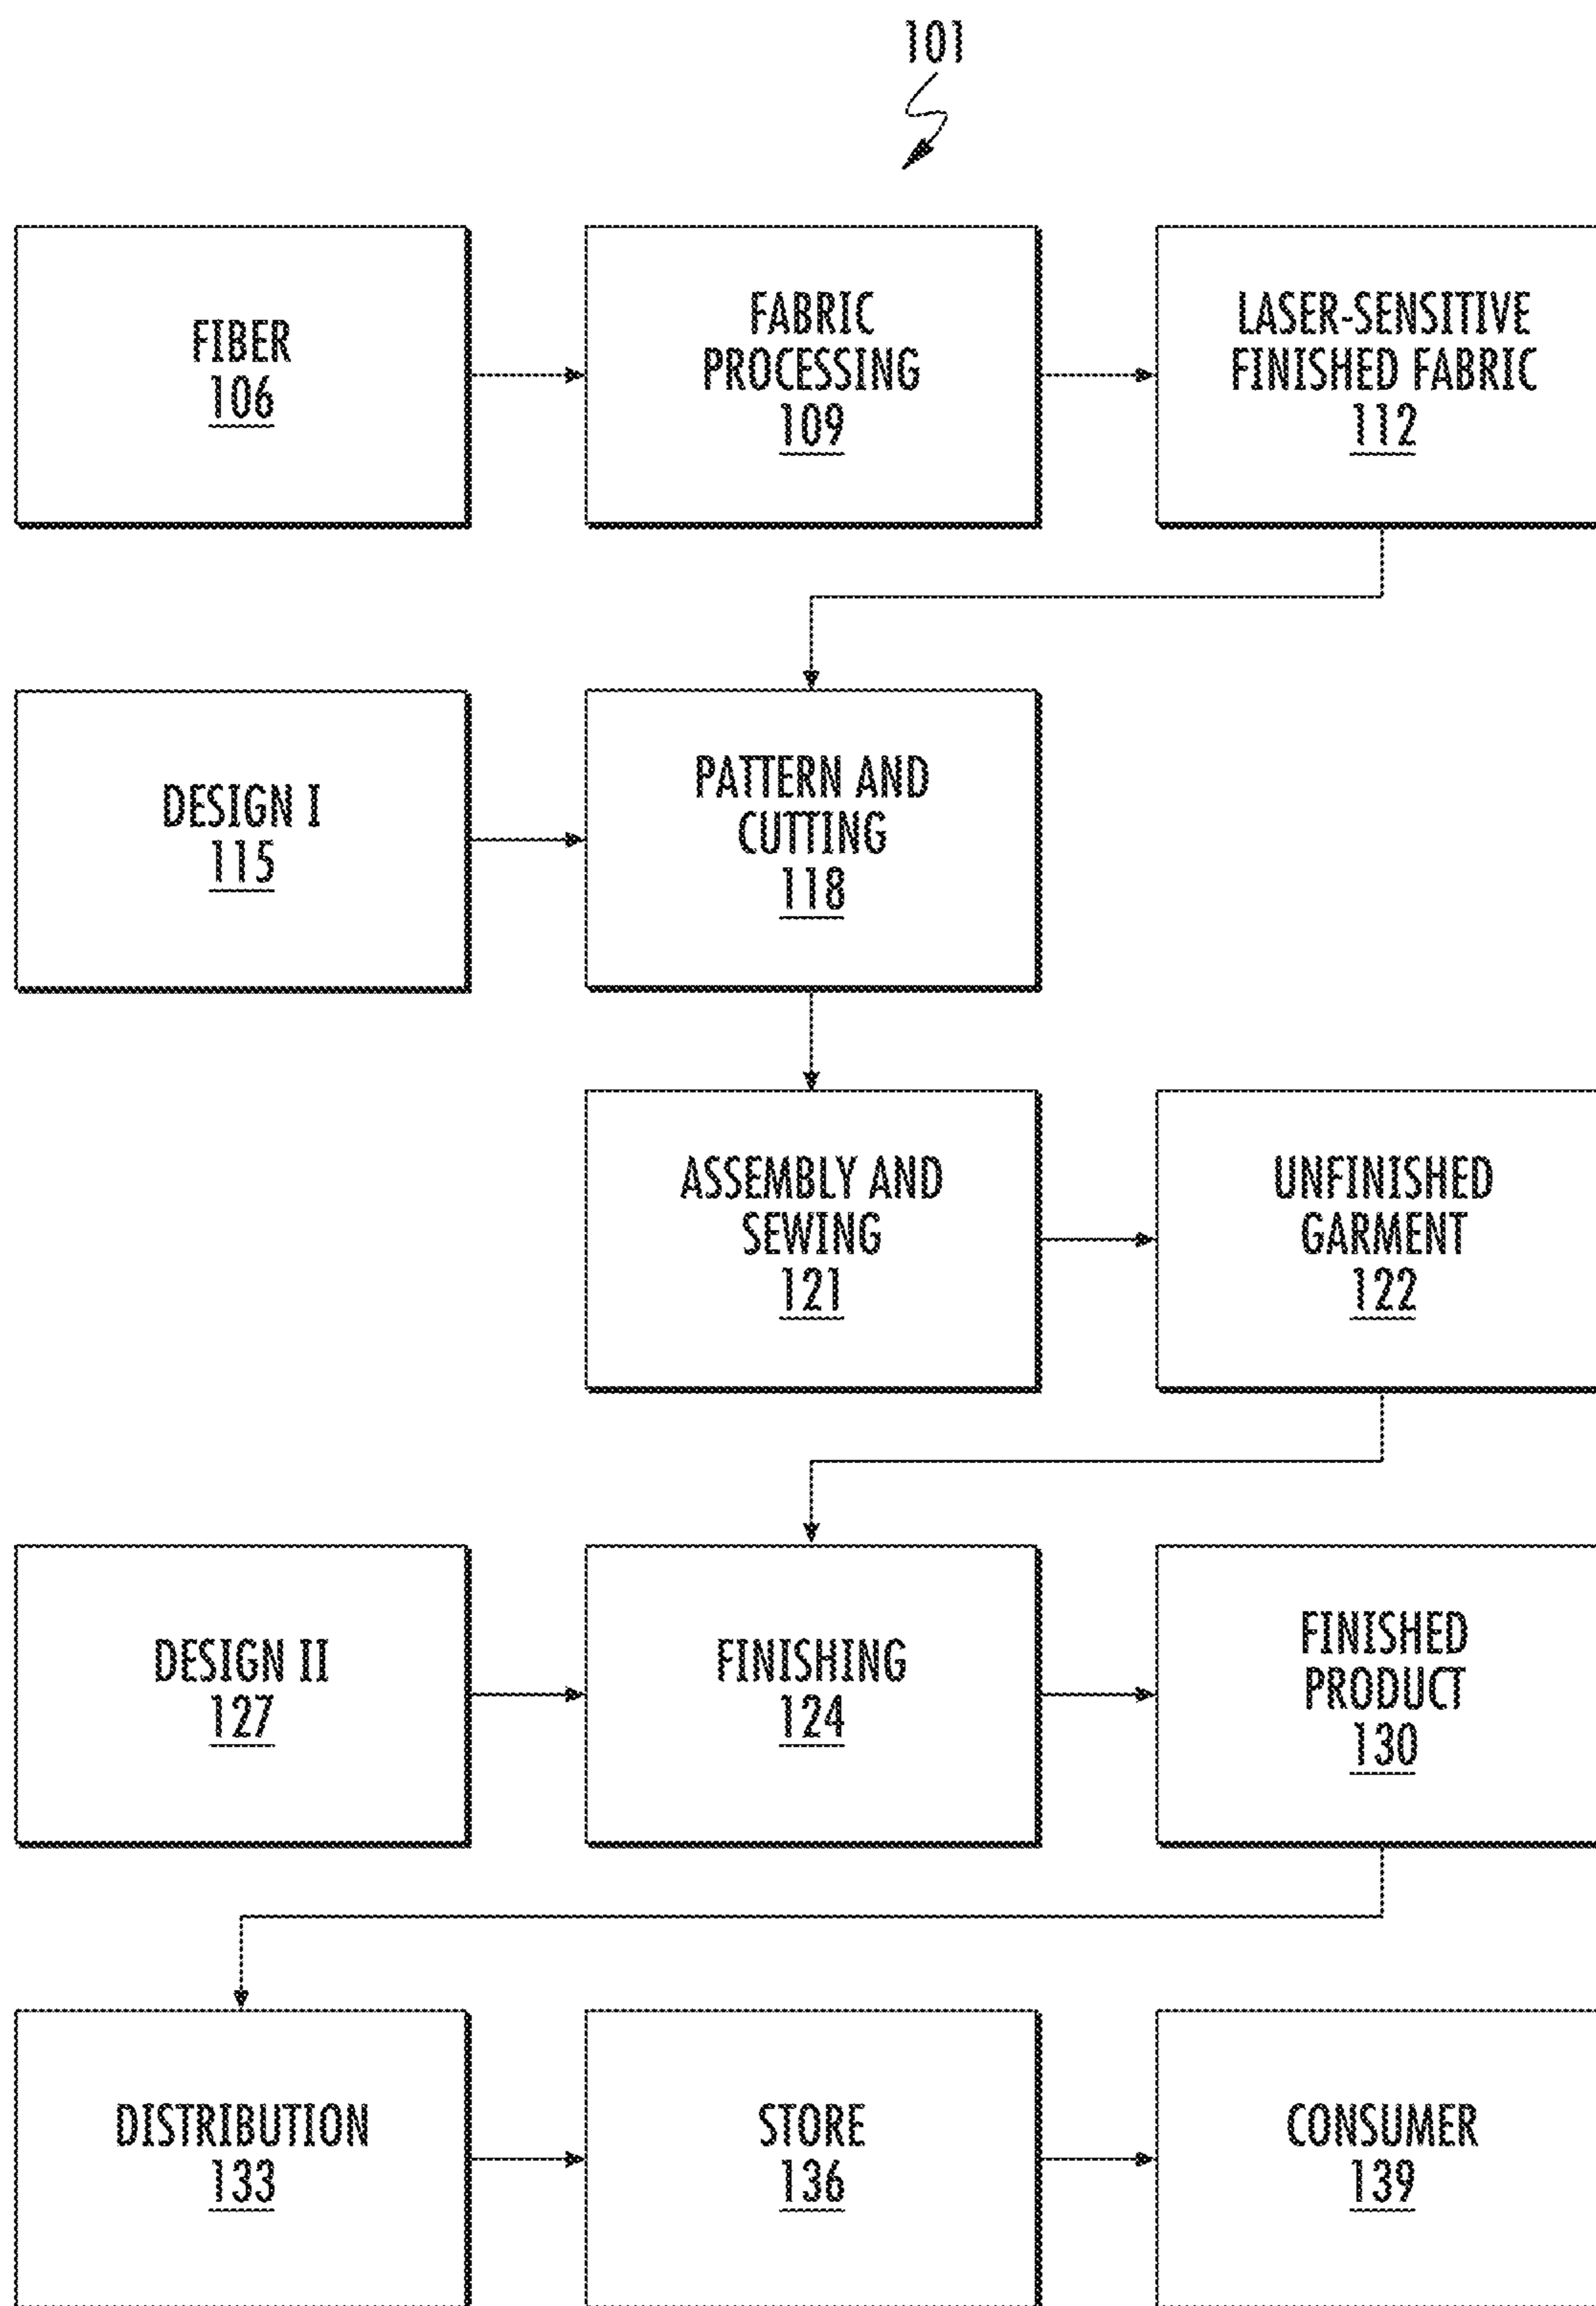 101
FIBER
106
FABRIC
PROCESSING
109
LASER-SENSITIVE
FINISHED FABRIC
112
DESIGN I
115
PATTERN AND
CUTTING
118
ASSEMBLY AND
SEWING
121
UNFINISHED
GARMENT
122
DESIGN II
127
FINISHING
124
FINISHED
PRODUCT
130
DISTRIBUTION
133
STORE
136
CONSUMER
139